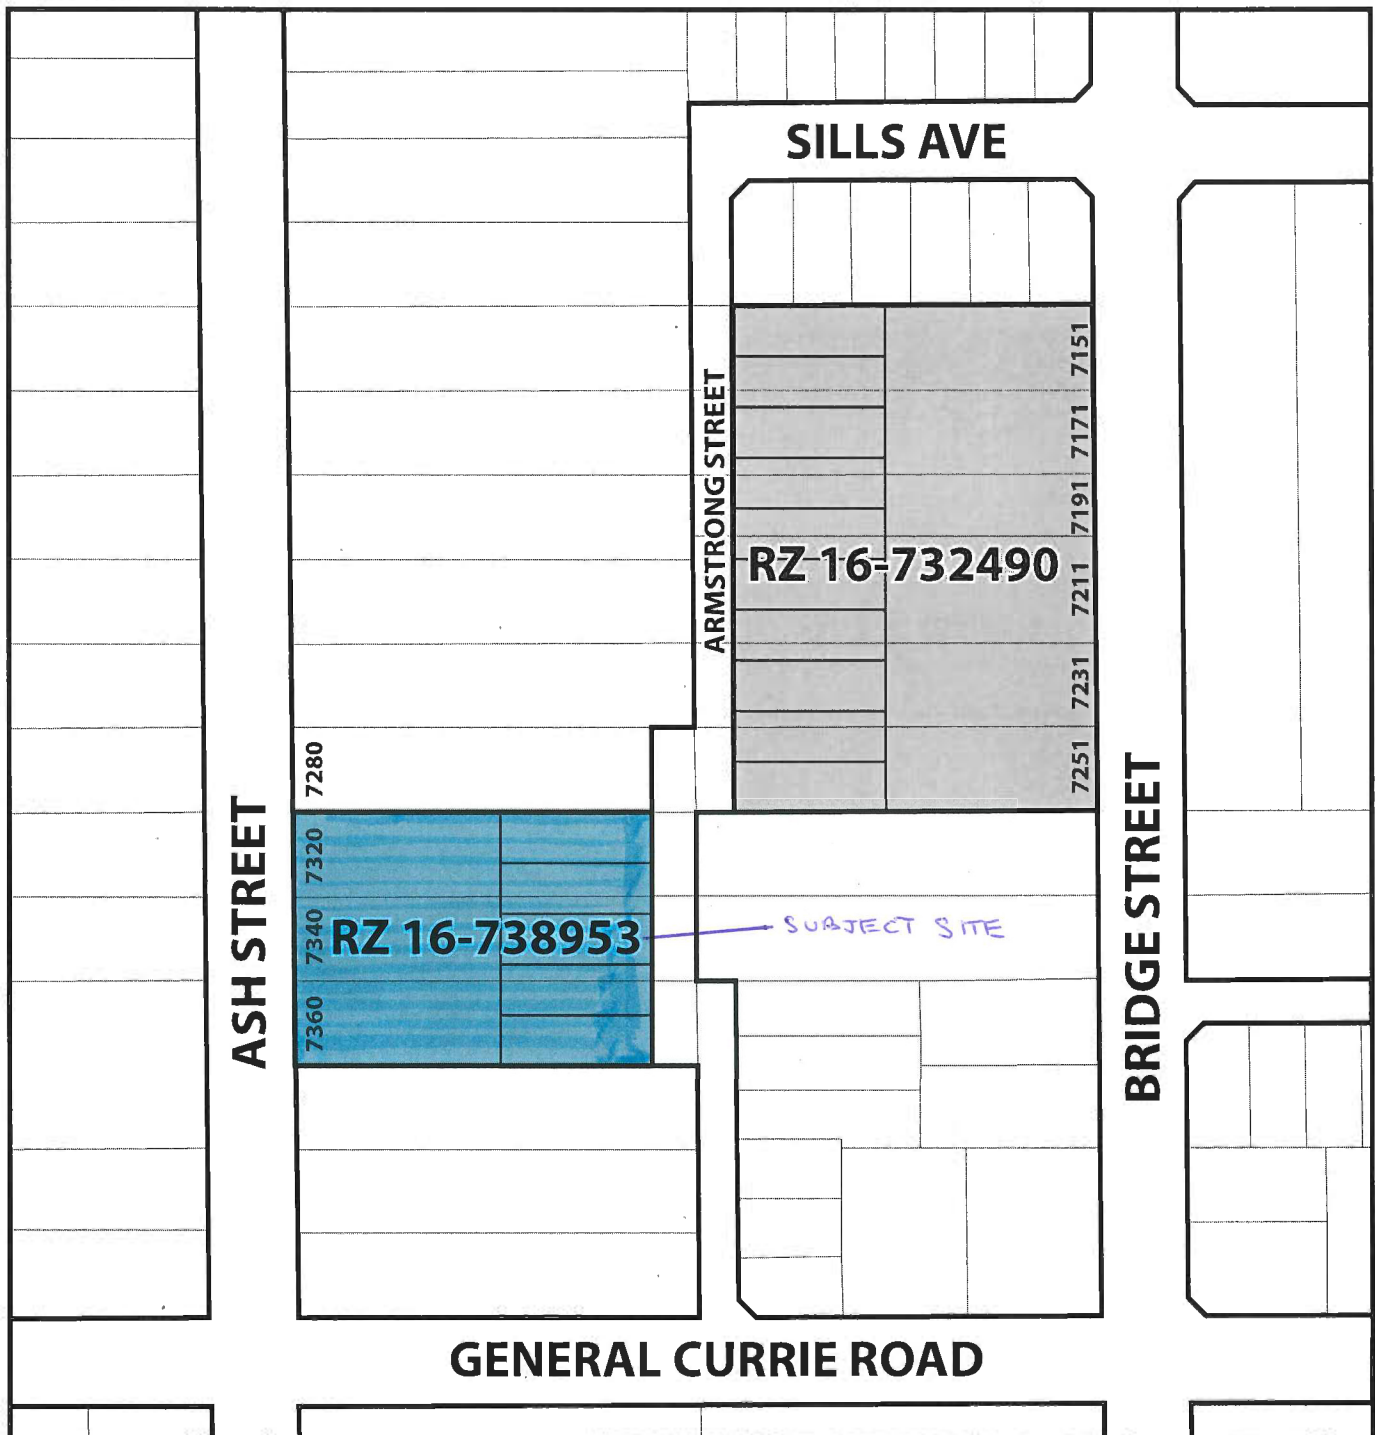 SILLS AVE
ARMSTRONG STREET
7151
7171
7191
RZ 16-732490
7211
7231
7251
7280
ASH STREET
7320
7340
RZ 16-738953
SUBJECT SITE
7360
BRIDGE STREET
GENERAL CURRIE ROAD